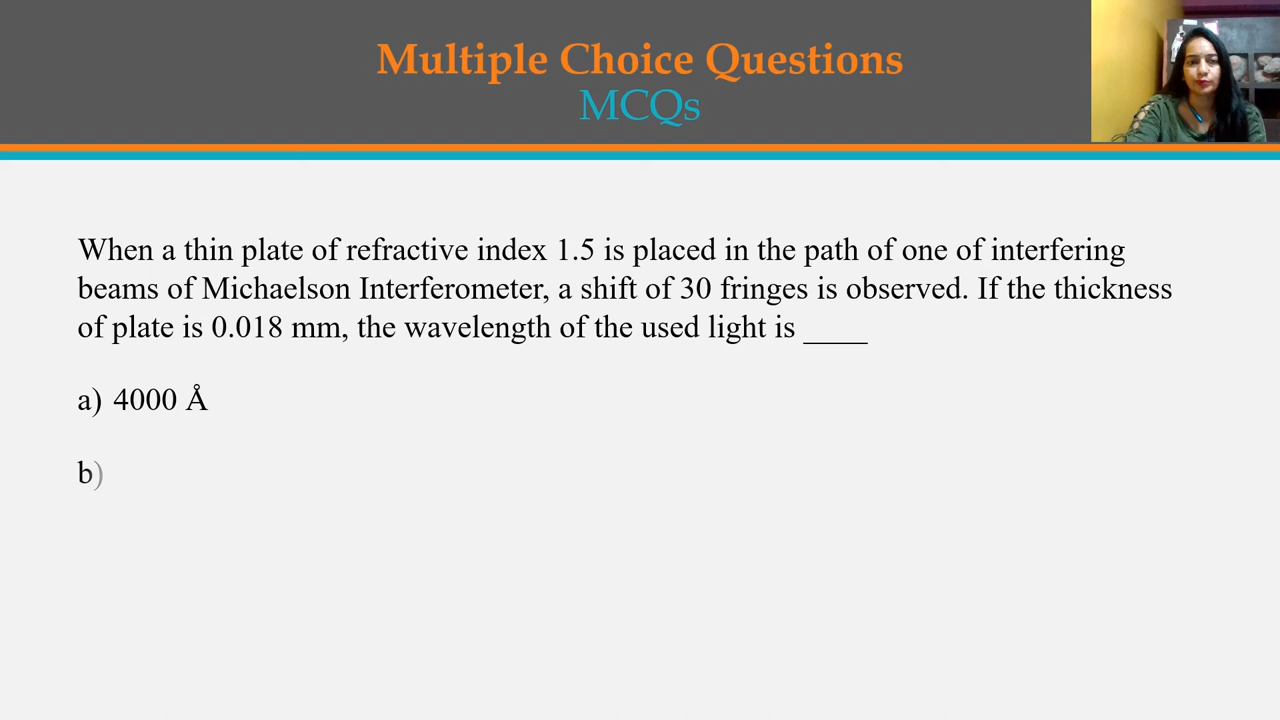 Multiple Choice Questions
MCQs
When a thin plate of refractive index 1.5 is placed in the path of one of interfering
beams of Michaelson Interferometer, a shift of 30 fringes is observed. If the thickness
of plate is 0.018 mm, the wavelength of the used light is ____
a) 4000 Å
b)